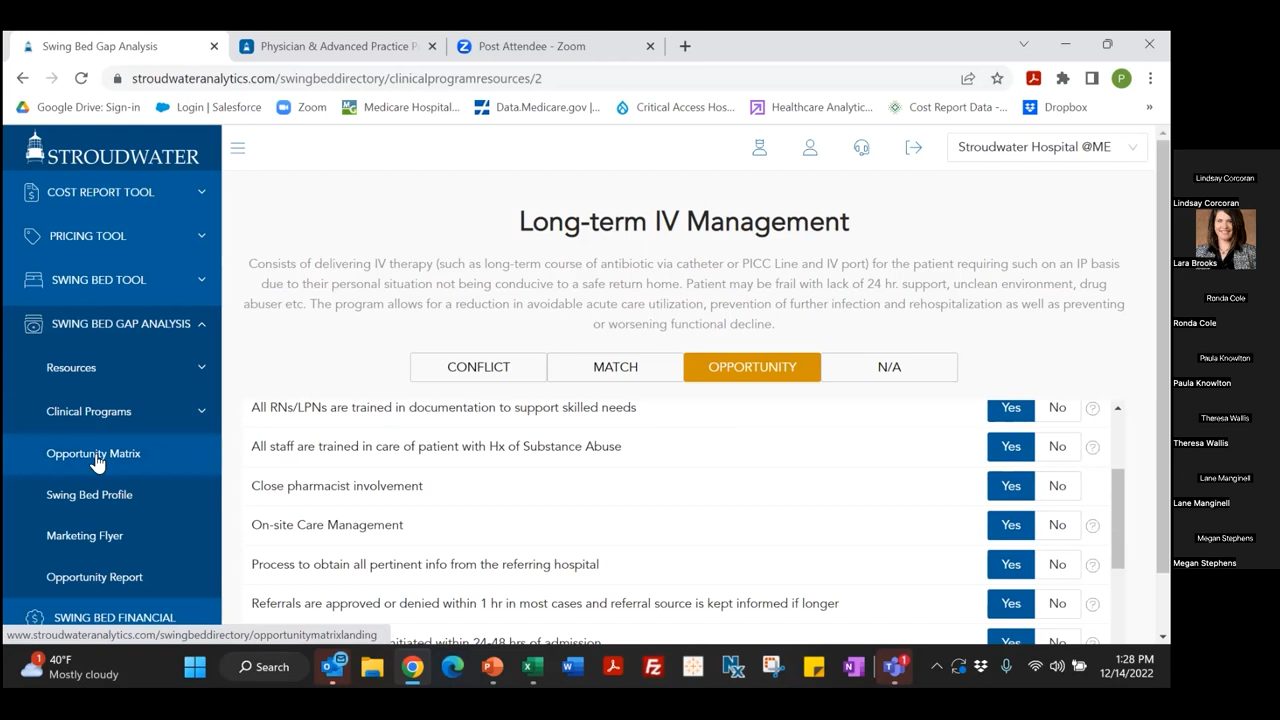 Swing Bed Gap Analysis
Physician & Advanced Practice P
Post Attendee - Zoom
stroudwateranalytics.com/swingbeddirectory/clinicalprogramresources/2
P
Google Drive: Sign-in
Login | Salesforce
Zoom
Medicare Hospital...
Data.Medicare.gov |...
Critical Access Hos...
Healthcare Analytic...
Cost Report Data -...
Dropbox
»
STROUDWATER
Stroudwater Hospital @ME
COST REPORT TOOL
PRICING TOOL
SWING BED TOOL
SWING BED GAP ANALYSIS
Resources
Clinical Programs
Opportunity Matrix
Swing Bed Profile
Marketing Flyer
Opportunity Report
SWING BED FINANCIAL
www.stroudwateranalytics.com/swingbeddirectory/opportunitymatrixlanding
Long-term IV Management
Consists of delivering IV therapy (such as long-term course of antibiotic via catheter or PICC Line and IV port) for the patient requiring such on an IP basis
due to their personal situation not being conducive to a safe return home. Patient may be frail with lack of 24 hr. support, unclean environment, drug
abuser etc. The program allows for a reduction in avoidable acute care utilization, prevention of further infection and rehospitalization as well as preventing
or worsening functional decline.
CONFLICT
MATCH
OPPORTUNITY
N/A
All RNs/LPNs are trained in documentation to support skilled needs Yes No ?
All staff are trained in care of patient with Hx of Substance Abuse Yes No ?
Close pharmacist involvement Yes No
On-site Care Management Yes No ?
Process to obtain all pertinent info from the referring hospital Yes No ?
Referrals are approved or denied within 1 hr in most cases and referral source is kept informed if longer Yes No ?
itiated within 24-48 hrs of admission Yes No
Lindsay Corcoran
Lindsay Corcoran
Lara Brooks
Ronda Cole
Ronda Cole
Paula Knowlton
Paula Knowlton
Theresa Wallis
Theresa Wallis
Lane Manginell
Lane Manginell
Megan Stephens
Megan Stephens
1
40°F
Mostly cloudy
Search
1
1:28 PM
12/14/2022